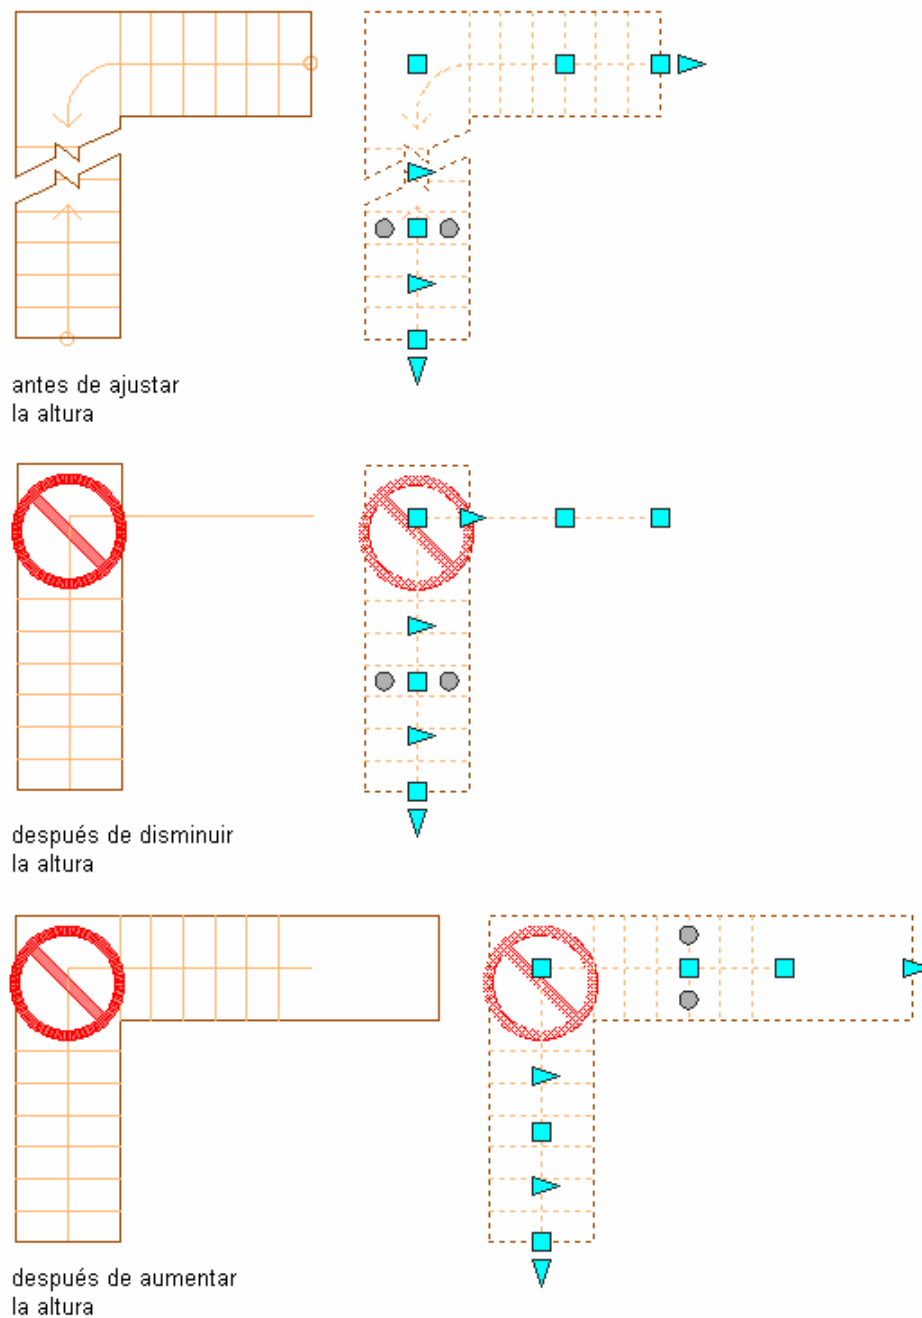 antes de ajustar
la altura
después de disminuir
la altura
después de aumentar
la altura